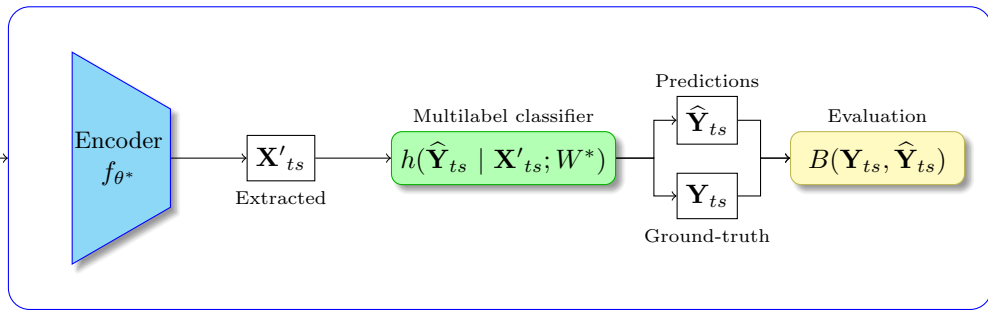 Encoder
f_{θ*}
X'_{ts}
Extracted
Multilabel classifier
h(Ŷ_{ts} | X'_{ts}; W*)
Predictions
Ŷ_{ts}
Y_{ts}
Ground-truth
Evaluation
B(Y_{ts}, Ŷ_{ts})